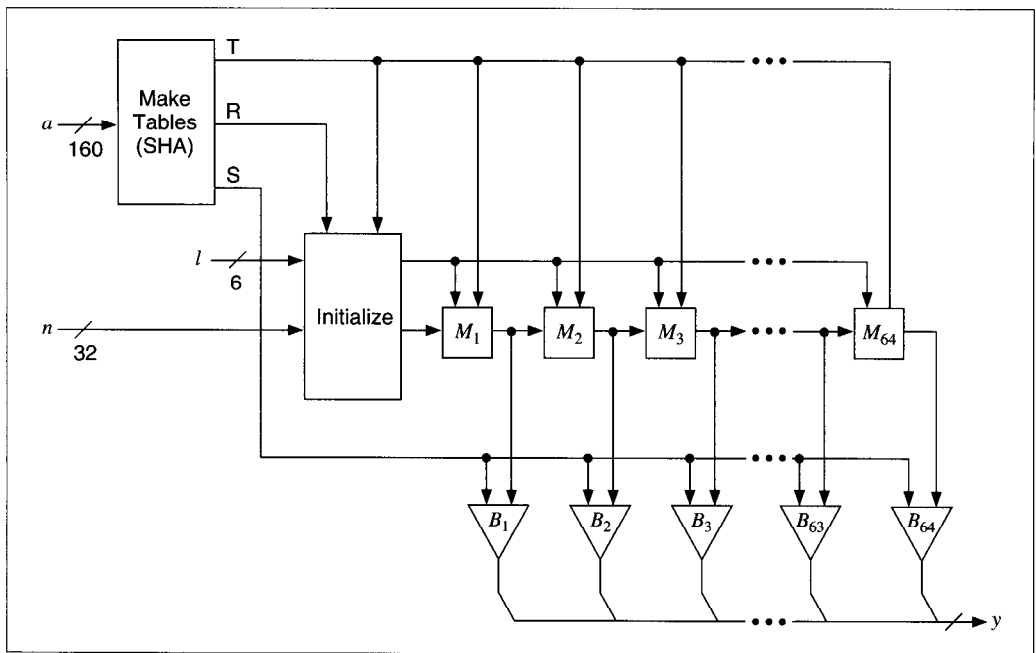 T
Make
Tables
(SHA)
R
a
160
S
l
6
Initialize
M1
M2
M3
M64
n
32
B1
B2
B3
B63
B64
y